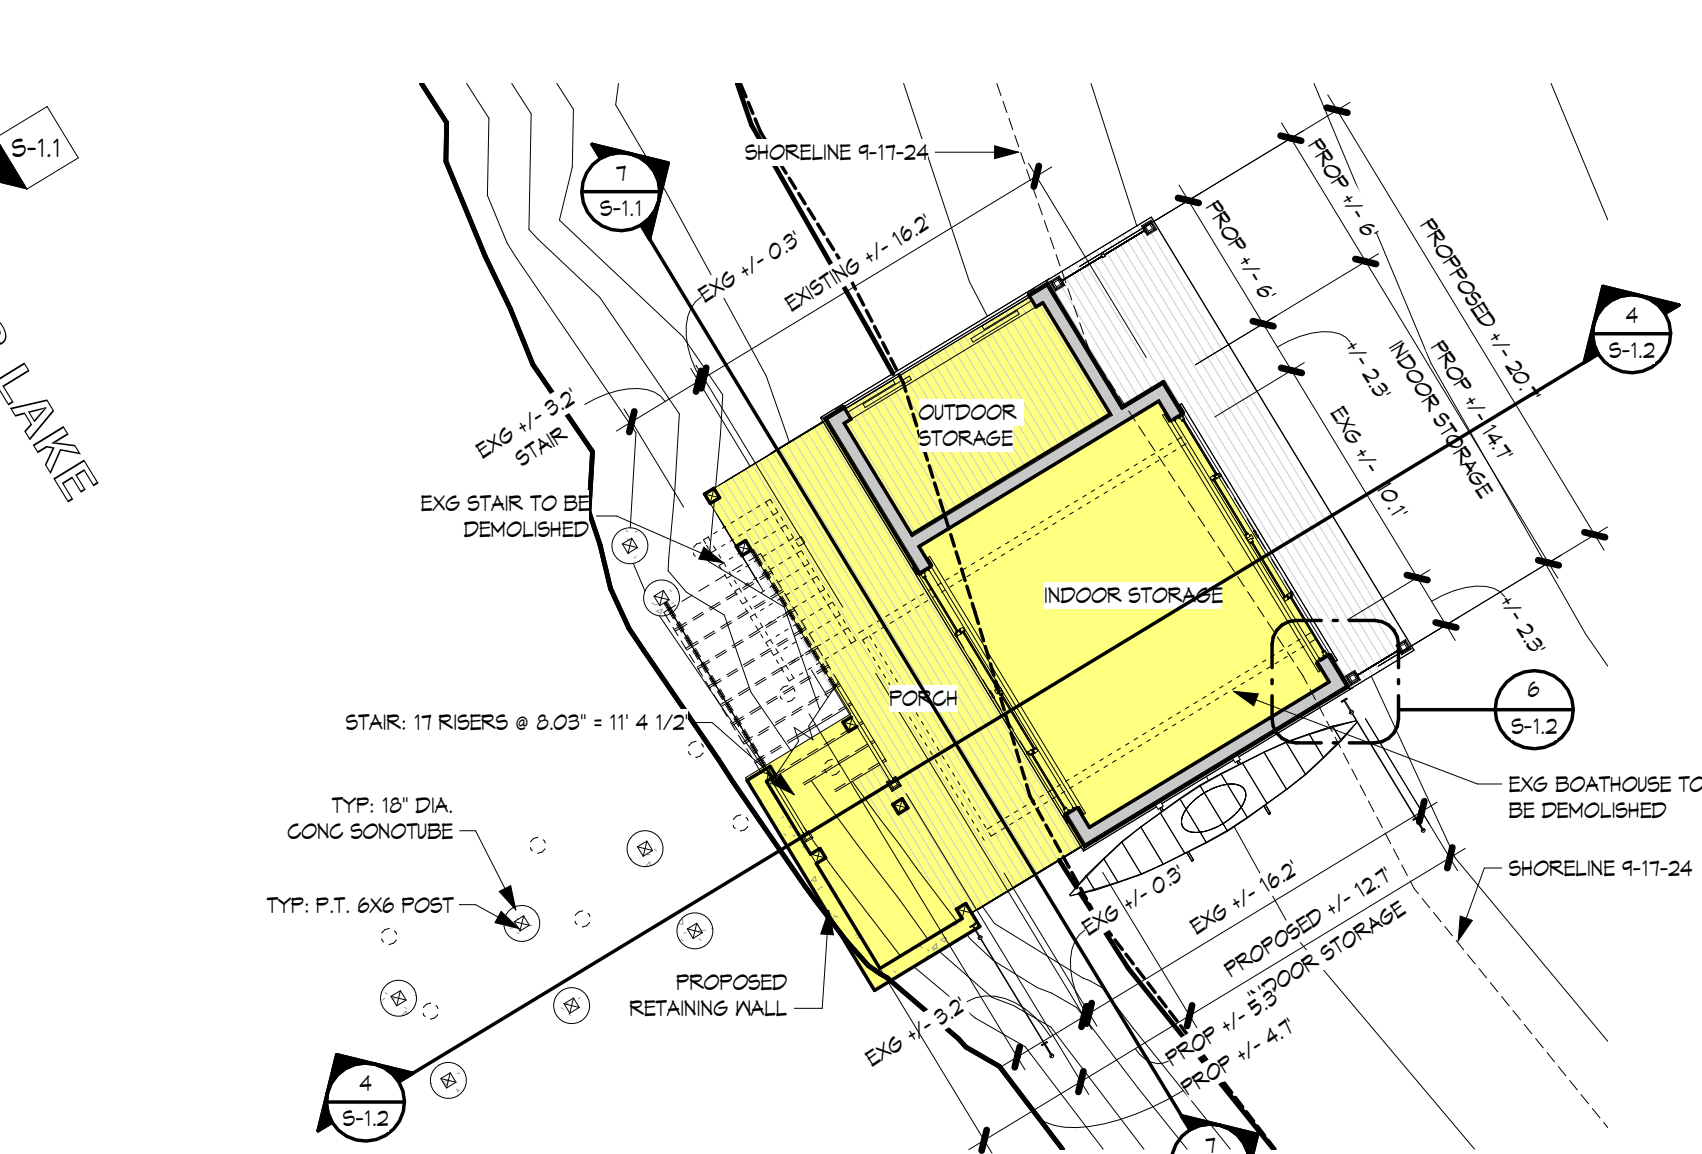 S-1.1
LAKE
7
S-1.1
SHORELINE 9-17-24
EXG +/- 0.3'
EXISTING +/- 16.2'
PROP +/- 6'
PROP +/- 6'
PROPPOSED +/- 20.
4
S-1.2
+/- 2.3'
PROP +/- 14.7'
INDOOR STORAGE
EXG +/- 3.2'
STAIR
OUTDOOR
STORAGE
EXG +/- 10.1'
EXG STAIR TO BE
DEMOLISHED
INDOOR STORAGE
+/- 2.3'
PORCH
6
S-1.2
STAIR: 17 RISERS @ 8.03" = 11' 4 1/2"
EXG BOATHOUSE TO
BE DEMOLISHED
TYP: 18" DIA.
CONC SONOTUBE
SHORELINE 9-17-24
TYP: P.T. 6X6 POST
EXG +/- 0.3'
EXG +/- 16.2'
PROPOSED +/- 12.7'
INDOOR STORAGE
PROPOSED
RETAINING WALL
EXG +/- 3.2'
PROP +/- 5.3'
PROP +/- 4.7'
4
S-1.2
7